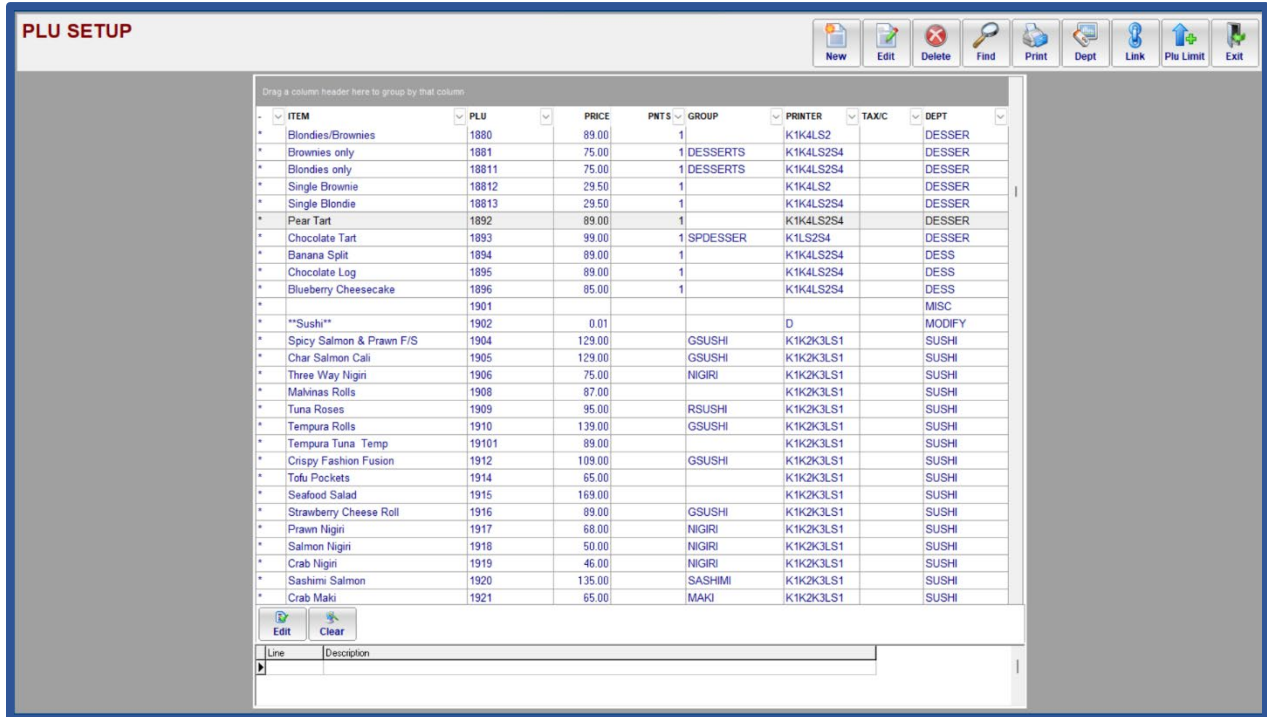 PLU SETUP
New Edit Delete Find Print Dept Link Plu Limit Exit
Drag a column header here to group by that column
- ITEM PLU PRICE PNTS GROUP PRINTER TAX/C DEPT
* Blondies/Brownies 1880 89.00 1 K1K4LS2 DESSER
* Brownies only 1881 75.00 1 DESSERTS K1K4LS2S4 DESSER
* Blondies only 18811 75.00 1 DESSERTS K1K4LS2S4 DESSER
* Single Brownie 18812 29.50 1 K1K4LS2 DESSER
* Single Blondie 18813 29.50 1 K1K4LS2S4 DESSER
* Pear Tart 1892 89.00 1 K1K4LS2S4 DESSER
* Chocolate Tart 1893 99.00 1 SPDESSER K1LS2S4 DESSER
* Banana Split 1894 89.00 1 K1K4LS2S4 DESS
* Chocolate Log 1895 89.00 1 K1K4LS2S4 DESS
* Blueberry Cheesecake 1896 85.00 1 K1K4LS2S4 DESS
* 1901 MISC
* **Sushi** 1902 0.01 D MODIFY
* Spicy Salmon & Prawn F/S 1904 129.00 GSUSHI K1K2K3LS1 SUSHI
* Char Salmon Cali 1905 129.00 GSUSHI K1K2K3LS1 SUSHI
* Three Way Nigiri 1906 75.00 NIGIRI K1K2K3LS1 SUSHI
* Malvinas Rolls 1908 87.00 K1K2K3LS1 SUSHI
* Tuna Roses 1909 95.00 RSUSHI K1K2K3LS1 SUSHI
* Tempura Rolls 1910 139.00 GSUSHI K1K2K3LS1 SUSHI
* Tempura Tuna Temp 19101 89.00 K1K2K3LS1 SUSHI
* Crispy Fashion Fusion 1912 109.00 GSUSHI K1K2K3LS1 SUSHI
* Tofu Pockets 1914 65.00 K1K2K3LS1 SUSHI
* Seafood Salad 1915 169.00 K1K2K3LS1 SUSHI
* Strawberry Cheese Roll 1916 89.00 GSUSHI K1K2K3LS1 SUSHI
* Prawn Nigiri 1917 68.00 NIGIRI K1K2K3LS1 SUSHI
* Salmon Nigiri 1918 50.00 NIGIRI K1K2K3LS1 SUSHI
* Crab Nigiri 1919 46.00 NIGIRI K1K2K3LS1 SUSHI
* Sashimi Salmon 1920 135.00 SASHIMI K1K2K3LS1 SUSHI
* Crab Maki 1921 65.00 MAKI K1K2K3LS1 SUSHI
Edit Clear
Line Description